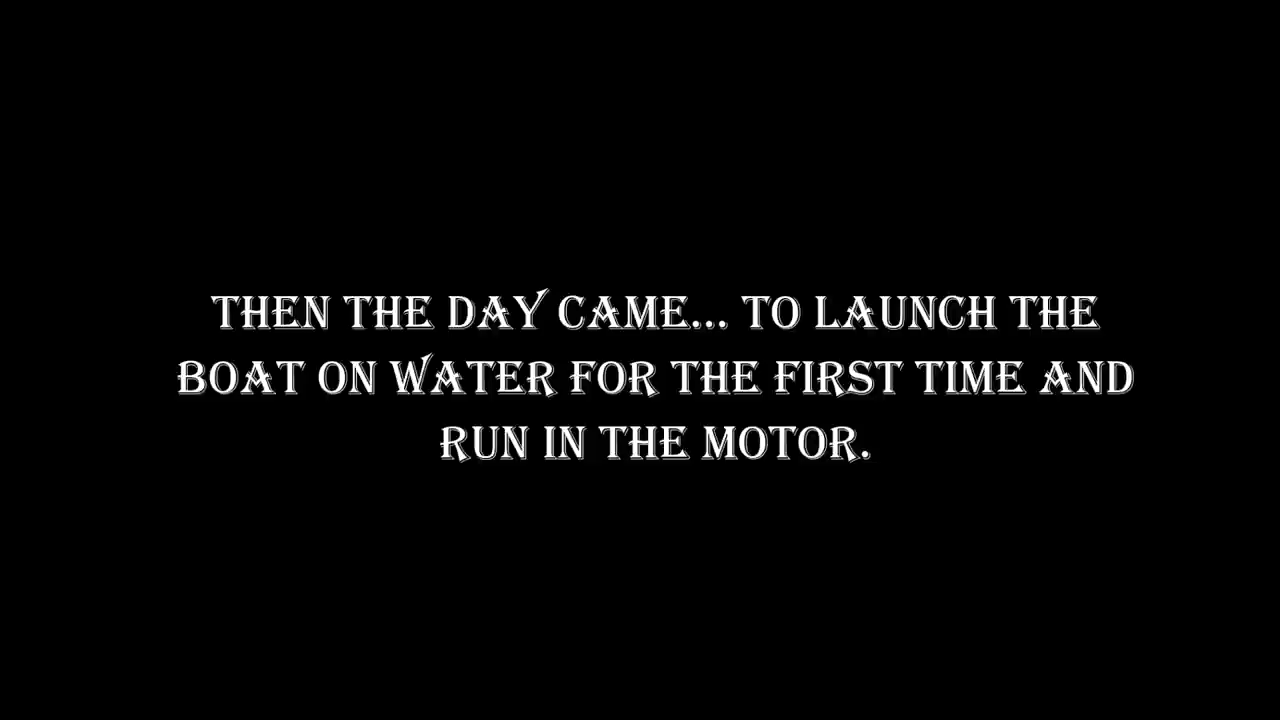 THEN THE DAY CAME... TO LAUNCH THE
BOAT ON WATER FOR THE FIRST TIME AND
RUN IN THE MOTOR.